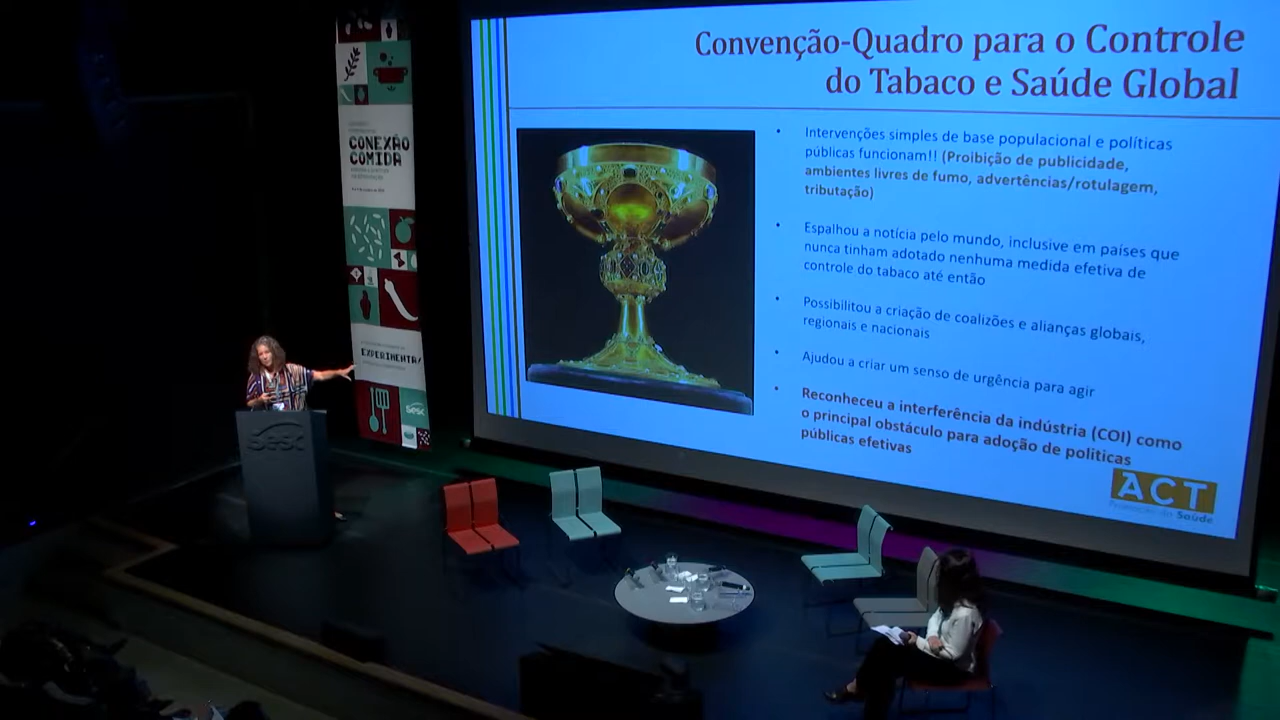 Convenção-Quadro para o Controle
do Tabaco e Saúde Global
• Intervenções simples de base populacional e políticas
públicas funcionam!! (Proibição de publicidade,
ambientes livres de fumo, advertências/rotulagem,
tributação)
• Espalhou a notícia pelo mundo, inclusive em países que
nunca tinham adotado nenhuma medida efetiva de
controle do tabaco até então
• Possibilitou a criação de coalizões e alianças globais,
regionais e nacionais
• Ajudou a criar um senso de urgência para agir
• Reconheceu a interferência da indústria (COI) como
o principal obstáculo para adoção de políticas
públicas efetivas
ACT
Promoção da Saúde
CONEXÃO
COMIDA
EXPERIMENTA!
Sesc
Sesc